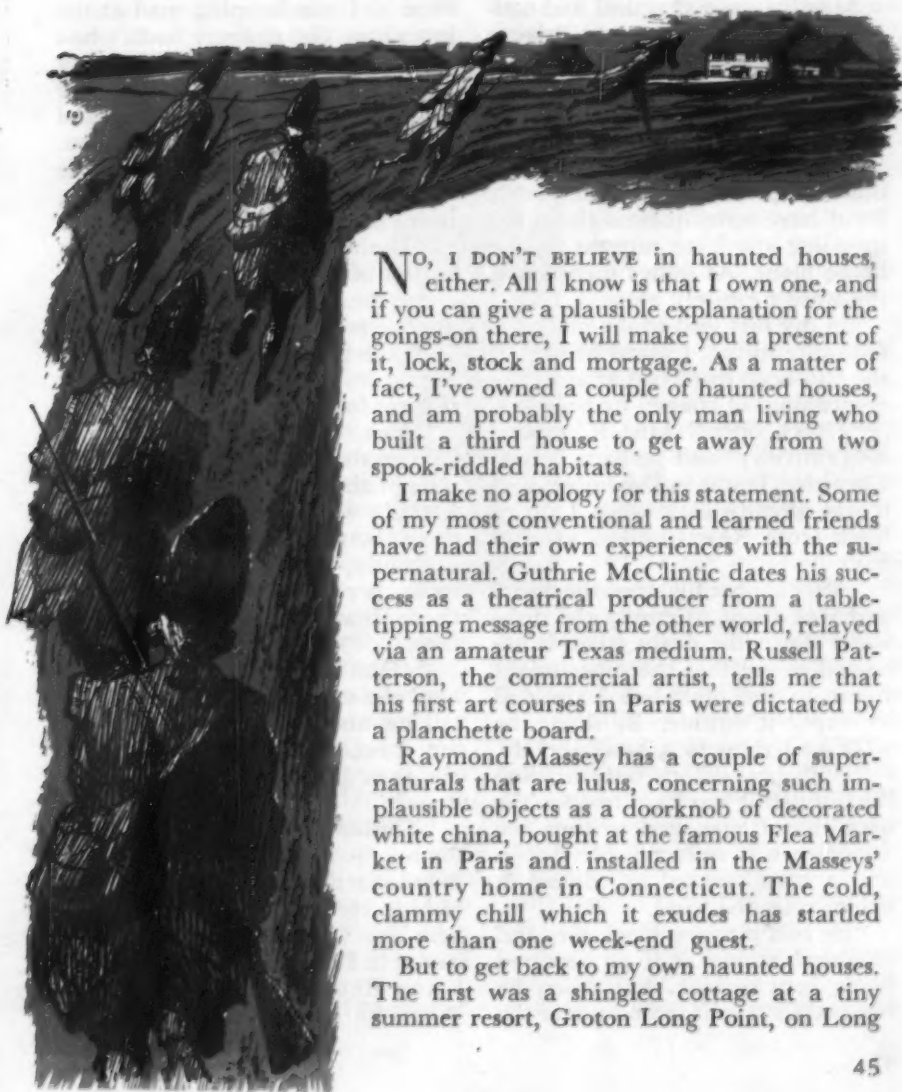 NO, I DON'T BELIEVE in haunted houses,
either. All I know is that I own one, and
if you can give a plausible explanation for the
goings-on there, I will make you a present of
it, lock, stock and mortgage. As a matter of
fact, I've owned a couple of haunted houses,
and am probably the only man living who
built a third house to get away from two
spook-riddled habitats.
I make no apology for this statement. Some
of my most conventional and learned friends
have had their own experiences with the su-
pernatural. Guthrie McClintic dates his suc-
cess as a theatrical producer from a table-
tipping message from the other world, relayed
via an amateur Texas medium. Russell Pat-
terson, the commercial artist, tells me that
his first art courses in Paris were dictated by
a planchette board.
Raymond Massey has a couple of super-
naturals that are lulus, concerning such im-
plausible objects as a doorknob of decorated
white china, bought at the famous Flea Mar-
ket in Paris and installed in the Masseys'
country home in Connecticut. The cold,
clammy chill which it exudes has startled
more than one week-end guest.
But to get back to my own haunted houses.
The first was a shingled cottage at a tiny
summer resort, Groton Long Point, on Long
45